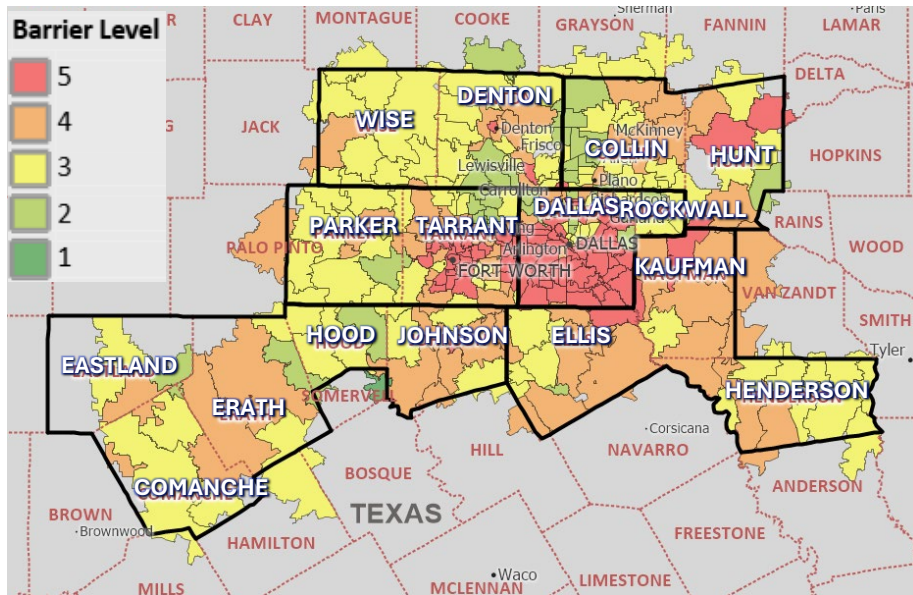 Barrier Level
5
4
3
2
1
CLAY
MONTAGUE
COOKE
GRAYSON
Sherman
FANNIN
LAMAR
Paris
DELTA
JACK
WISE
DENTON
Denton
Frisco
McKinney
COLLIN
HUNT
HOPKINS
Lewisville
Carrollton
Plano
PARKER
TARRANT
DALLAS
ROCKWALL
RAINS
PALO PINTO
Arlington
DALLAS
FORT WORTH
KAUFMAN
WOOD
VAN ZANDT
SMITH
Tyler
EASTLAND
HOOD
JOHNSON
ELLIS
ERATH
SOMERVELL
HENDERSON
HILL
Corsicana
NAVARRO
BOSQUE
ANDERSON
COMANCHE
BROWN
Brownwood
TEXAS
HAMILTON
FREESTONE
MILLS
Waco
MCLENNAN
LIMESTONE